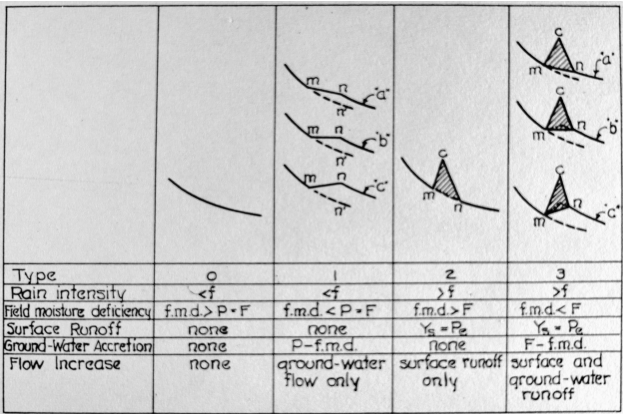 c
m n "a"
m n "a"
n'
c
m n "b"
m n "b"
n'
c
m n "c"
m n "c"
n'
c
m n
Type 0 1 2 3
Rain intensity <f <f >f >f
Field moisture deficiency f.m.d.> P = F f.m.d.< P = F f.m.d.> F f.m.d.< F
Surface Runoff none none Ys = Pe Ys = Pe
Ground-Water Accretion none P-f.m.d. none F-f.m.d.
Flow Increase none ground-water surface runoff surface and
flow only only ground-water
runoff